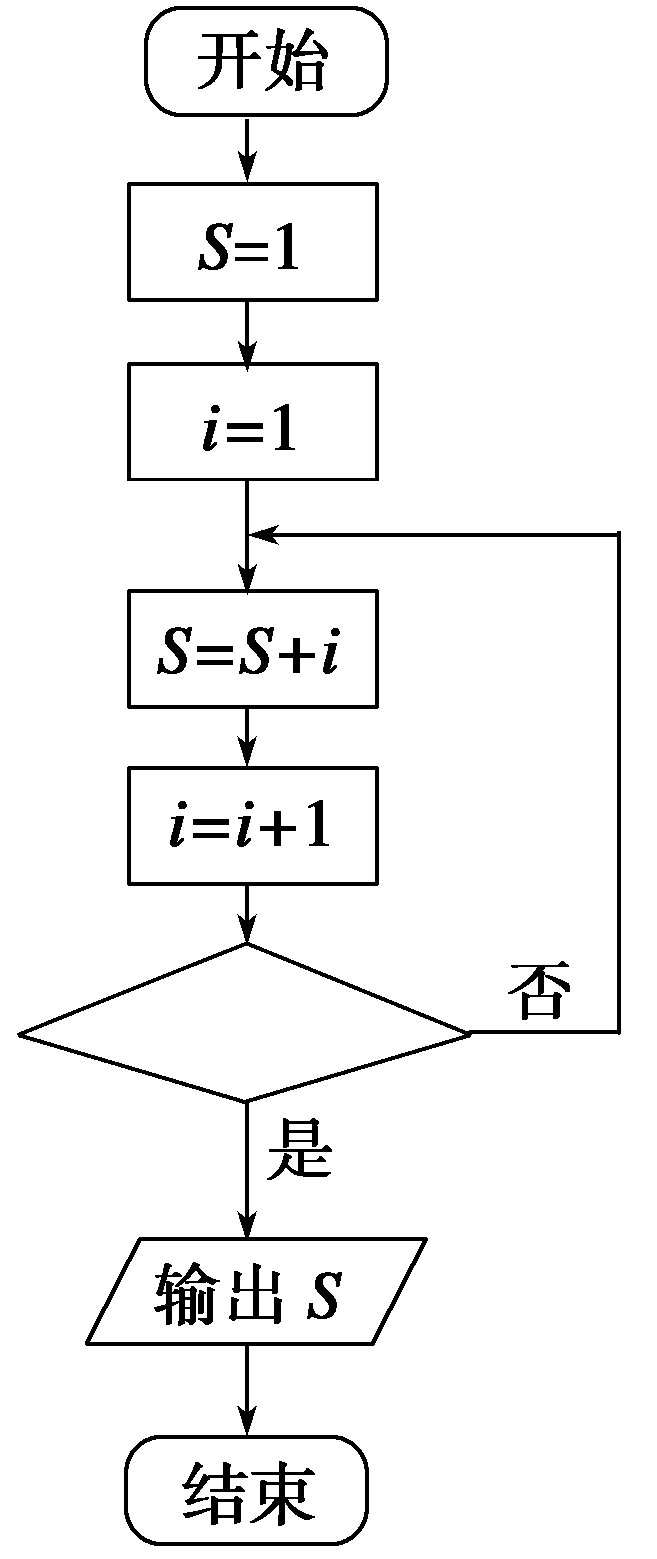 开始
S=1
i=1
S=S+i
i=i+1
否
是
输出 S
结束